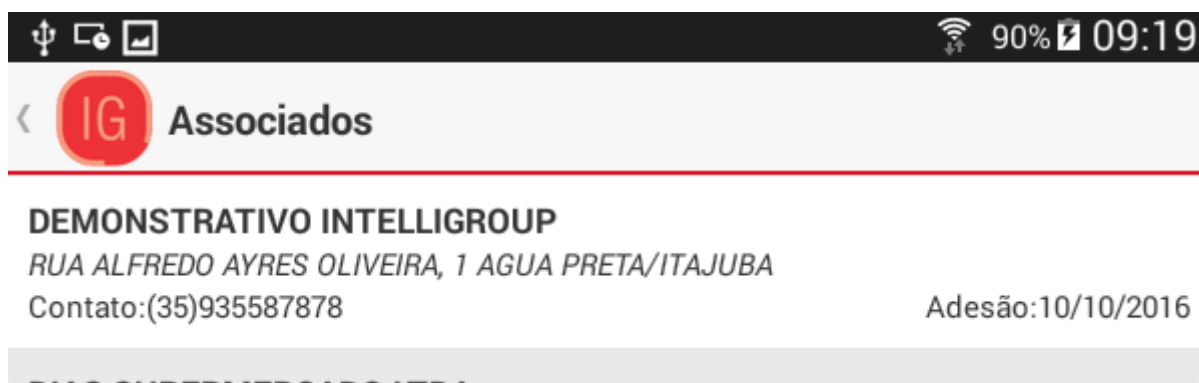 90% 09:19
IG Associados
DEMONSTRATIVO INTELLIGROUP
RUA ALFREDO AYRES OLIVEIRA, 1 AGUA PRETA/ITAJUBA
Contato:(35)935587878 Adesão:10/10/2016